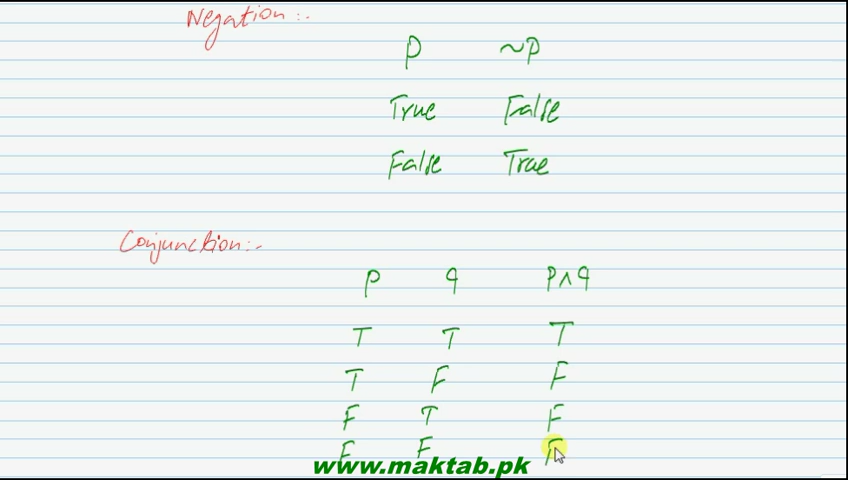 Negation:-
P ~P
True False
False True
Conjunction:-
P q P∧q
T T T
T F F
F T F
F F F
www.maktab.pk